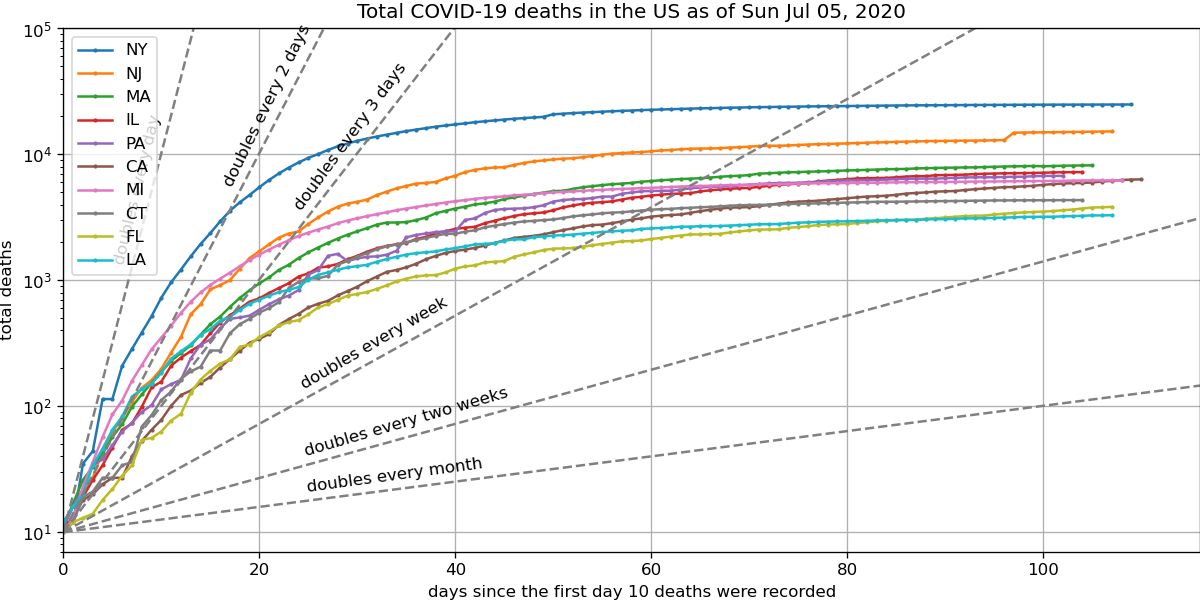 Total COVID-19 deaths in the US as of Sun Jul 05, 2020
10^5
10^4
10^3
10^2
10^1
total deaths
NY
NJ
MA
IL
PA
CA
MI
CT
FL
LA
doubles every day
doubles every 2 days
doubles every 3 days
doubles every week
doubles every two weeks
doubles every month
0
20
40
60
80
100
days since the first day 10 deaths were recorded